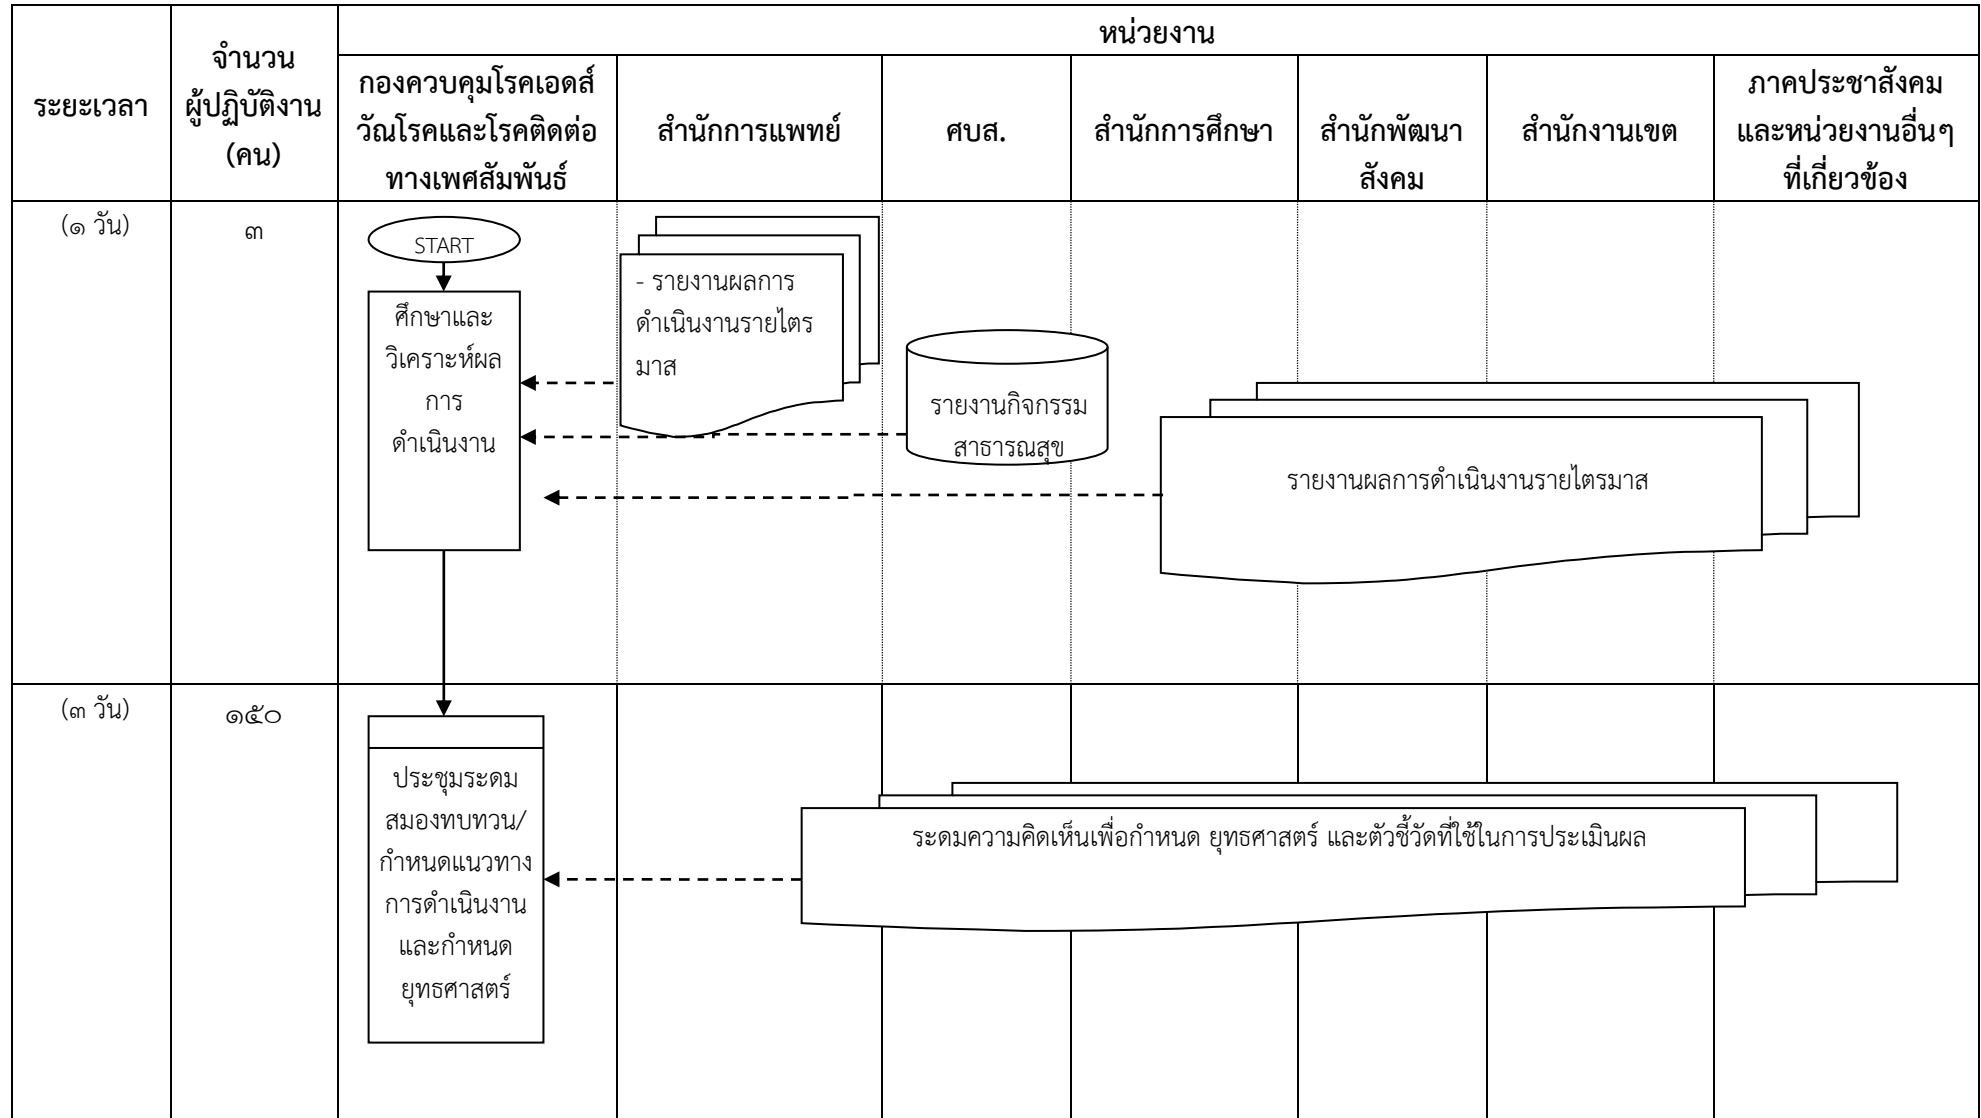 ระยะเวลา
จำนวน
ผู้ปฏิบัติงาน
(คน)
หน่วยงาน
กองควบคุมโรคเอดส์
วัณโรคและโรคติดต่อ
ทางเพศสัมพันธ์
สำนักการแพทย์
ศบส.
สำนักการศึกษา
สำนักพัฒนา
สังคม
สำนักงานเขต
ภาคประชาสังคม
และหน่วยงานอื่นๆ
ที่เกี่ยวข้อง
(๑ วัน)
๓
START
ศึกษาและ
วิเคราะห์ผล
การ
ดำเนินงาน
- รายงานผลการ
ดำเนินงานรายไตร
มาส
รายงานกิจกรรม
สาธารณสุข
รายงานผลการดำเนินงานรายไตรมาส
(๓ วัน)
๑๕๐
ประชุมระดม
สมองทบทวน/
กำหนดแนวทาง
การดำเนินงาน
และกำหนด
ยุทธศาสตร์
ระดมความคิดเห็นเพื่อกำหนด ยุทธศาสตร์ และตัวชี้วัดที่ใช้ในการประเมินผล